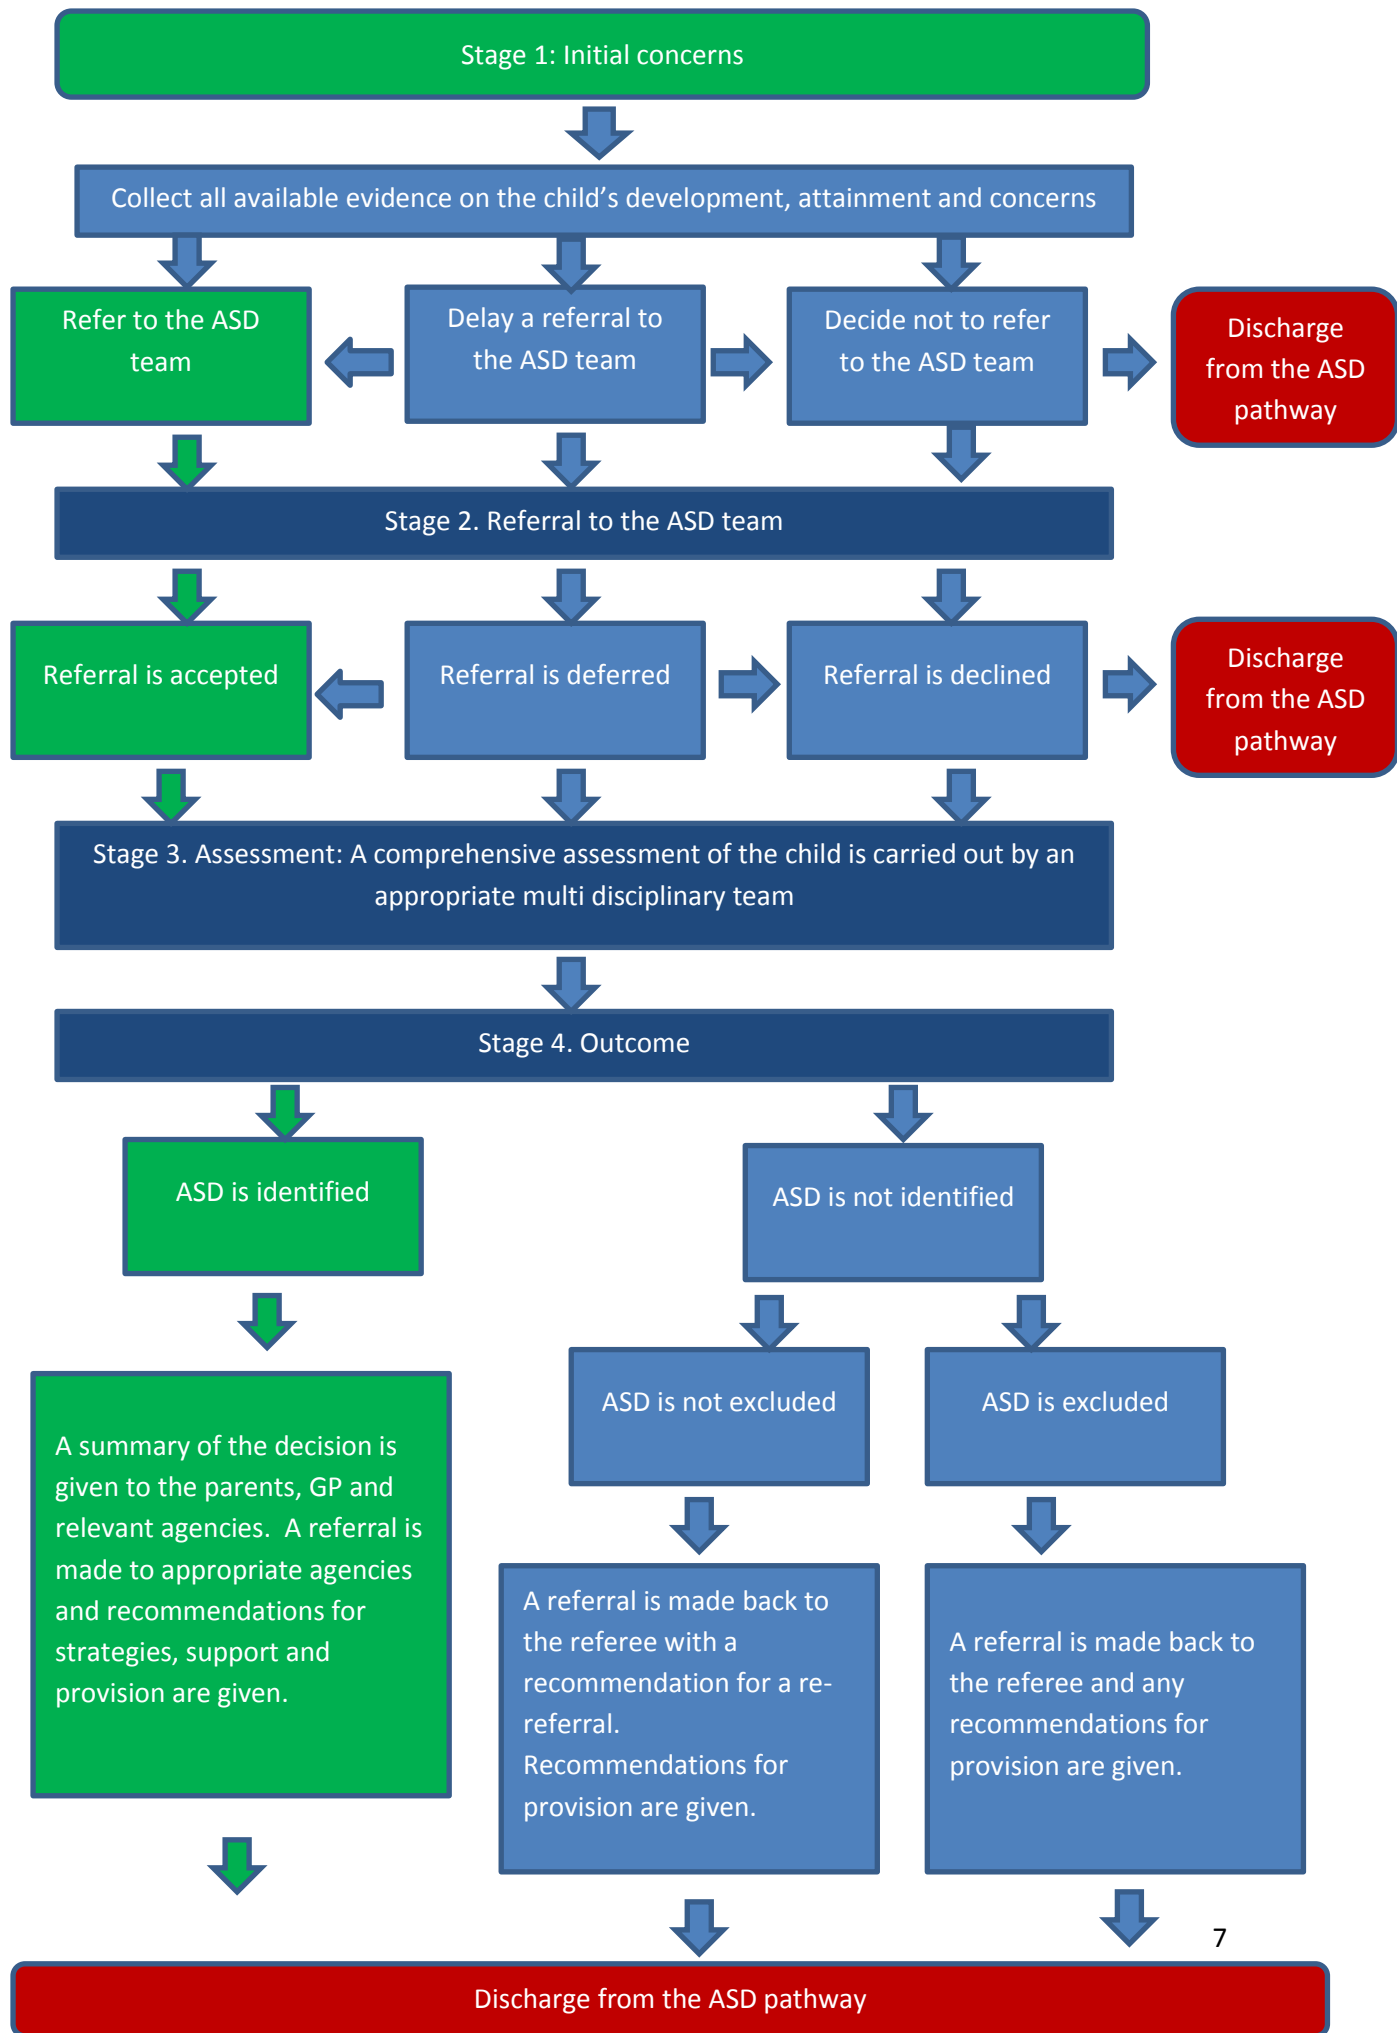 Stage 1: Initial concerns
Collect all available evidence on the child’s development, attainment and concerns
Refer to the ASD
team
Delay a referral to
the ASD team
Decide not to refer
to the ASD team
Discharge
from the ASD
pathway
Stage 2. Referral to the ASD team
Referral is accepted
Referral is deferred
Referral is declined
Discharge
from the ASD
pathway
Stage 3. Assessment: A comprehensive assessment of the child is carried out by an
appropriate multi disciplinary team
Stage 4. Outcome
ASD is identified
ASD is not identified
ASD is not excluded
ASD is excluded
A summary of the decision is
given to the parents, GP and
relevant agencies.  A referral is
made to appropriate agencies
and recommendations for
strategies, support and
provision are given.
A referral is made back to
the referee with a
recommendation for a re-
referral.
Recommendations for
provision are given.
A referral is made back to
the referee and any
recommendations for
provision are given.
7
Discharge from the ASD pathway